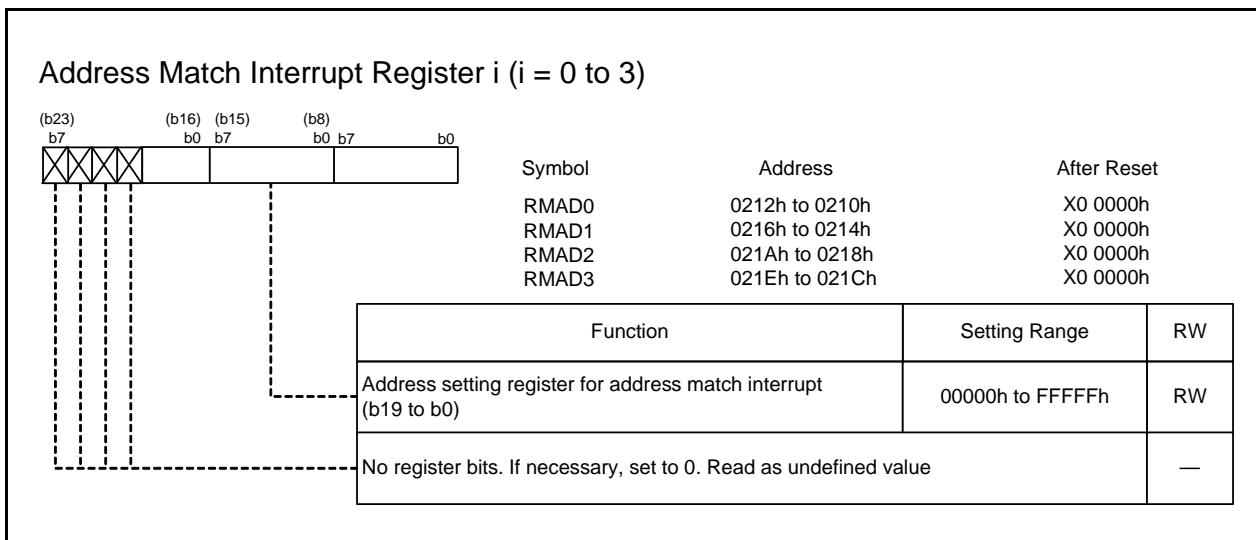 Address Match Interrupt Register i (i = 0 to 3)
(b23) (b16) (b15) (b8)
b7 b0 b7 b0 b7 b0
Symbol Address After Reset
RMAD0 0212h to 0210h X0 0000h
RMAD1 0216h to 0214h X0 0000h
RMAD2 021Ah to 0218h X0 0000h
RMAD3 021Eh to 021Ch X0 0000h
Function Setting Range RW
Address setting register for address match interrupt
(b19 to b0) 00000h to FFFFFh RW
No register bits. If necessary, set to 0. Read as undefined value —